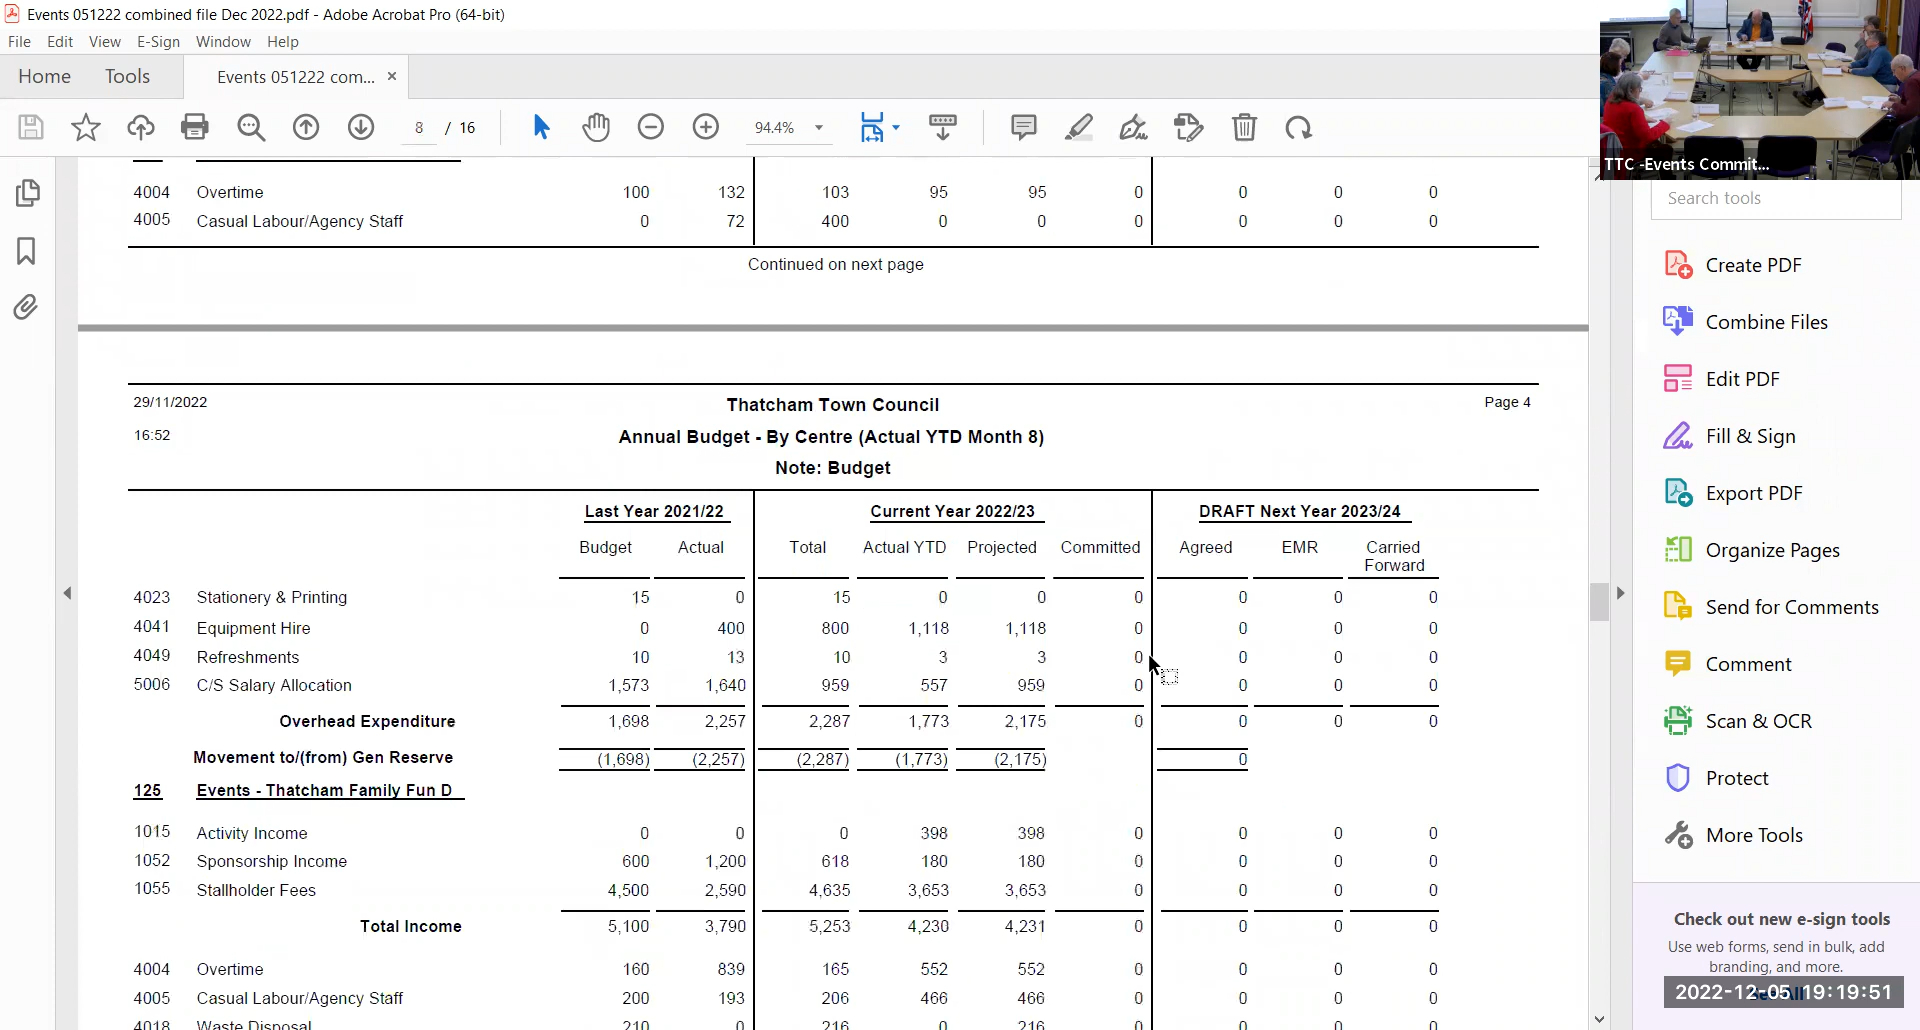 Events 051222 combined file Dec 2022.pdf - Adobe Acrobat Pro (64-bit)
File Edit View E-Sign Window Help
Home Tools Events 051222 com... ×
8 / 16 94.4%
TTC -Events Commit...
4004 Overtime 100 132 103 95 95 0 0 0 0
4005 Casual Labour/Agency Staff 0 72 400 0 0 0 0 0 0
Continued on next page
29/11/2022 Thatcham Town Council Page 4
16:52 Annual Budget - By Centre (Actual YTD Month 8)
Note: Budget
Last Year 2021/22 Current Year 2022/23 DRAFT Next Year 2023/24
Budget Actual Total Actual YTD Projected Committed Agreed EMR Carried
Forward
4023 Stationery & Printing 15 0 15 0 0 0 0 0 0
4041 Equipment Hire 0 400 800 1,118 1,118 0 0 0 0
4049 Refreshments 10 13 10 3 3 0 0 0 0
5006 C/S Salary Allocation 1,573 1,640 959 557 959 0 0 0 0
Overhead Expenditure 1,698 2,257 2,287 1,773 2,175 0 0 0 0
Movement to/(from) Gen Reserve (1,698) (2,257) (2,287) (1,773) (2,175) 0
125 Events - Thatcham Family Fun D
1015 Activity Income 0 0 0 398 398 0 0 0 0
1052 Sponsorship Income 600 1,200 618 180 180 0 0 0 0
1055 Stallholder Fees 4,500 2,590 4,635 3,653 3,653 0 0 0 0
Total Income 5,100 3,790 5,253 4,230 4,231 0 0 0 0
4004 Overtime 160 839 165 552 552 0 0 0 0
4005 Casual Labour/Agency Staff 200 193 206 466 466 0 0 0 0
4018 Waste Disposal 210 0 216 0 216 0 0 0 0
Search tools
Create PDF
Combine Files
Edit PDF
Fill & Sign
Export PDF
Organize Pages
Send for Comments
Comment
Scan & OCR
Protect
More Tools
Check out new e-sign tools
Use web forms, send in bulk, add
branding, and more.
2022-12-05 19:19:51